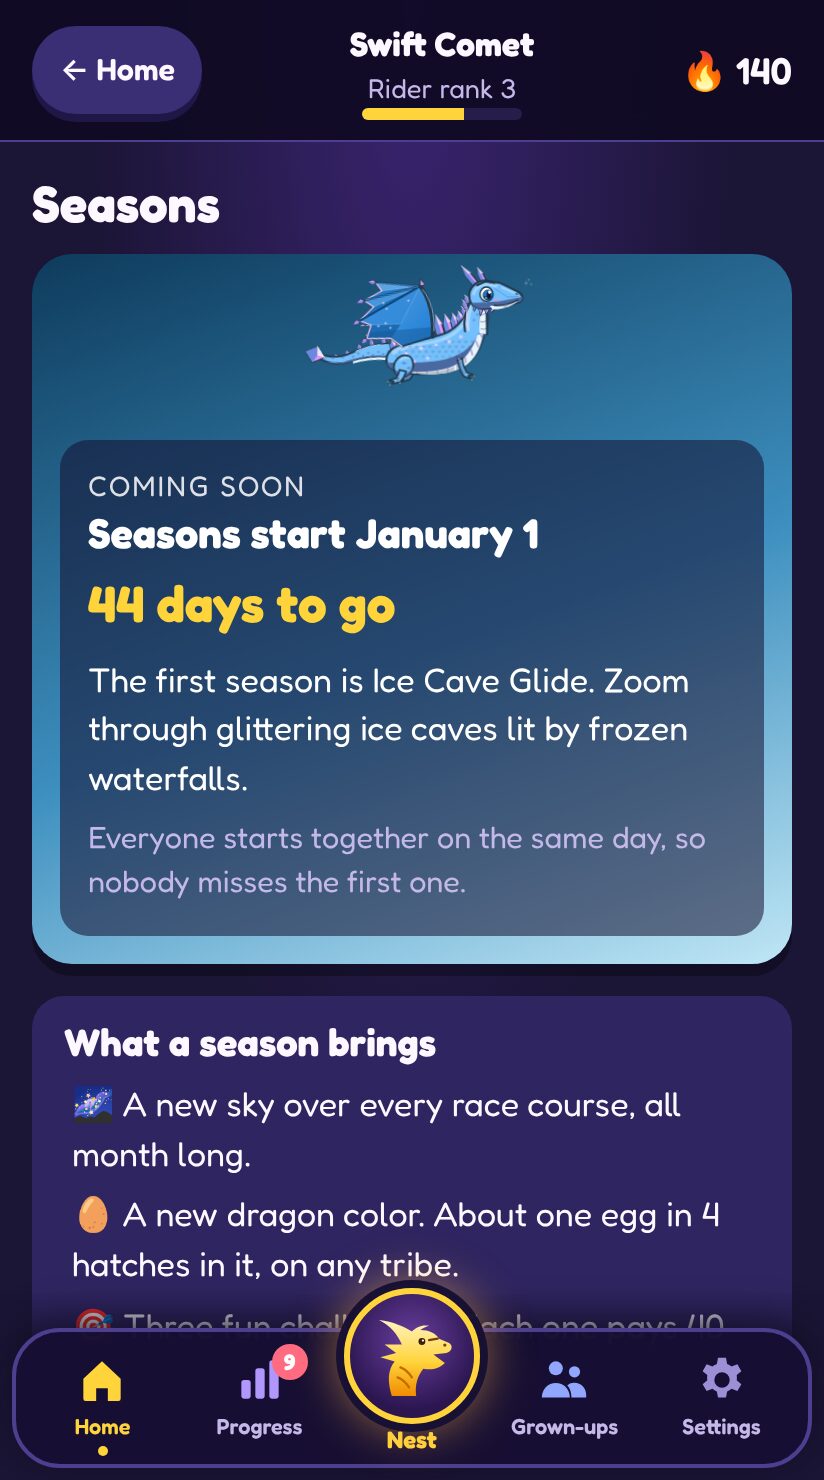 ← Home
Swift Comet
Rider rank 3
140
Seasons
COMING SOON
Seasons start January 1
44 days to go
The first season is Ice Cave Glide. Zoom
through glittering ice caves lit by frozen
waterfalls.
Everyone starts together on the same day, so
nobody misses the first one.
What a season brings
A new sky over every race course, all
month long.
A new dragon color. About one egg in 4
hatches in it, on any tribe.
Three fun
one pays
9
Home
Progress
Nest
Grown-ups
Settings